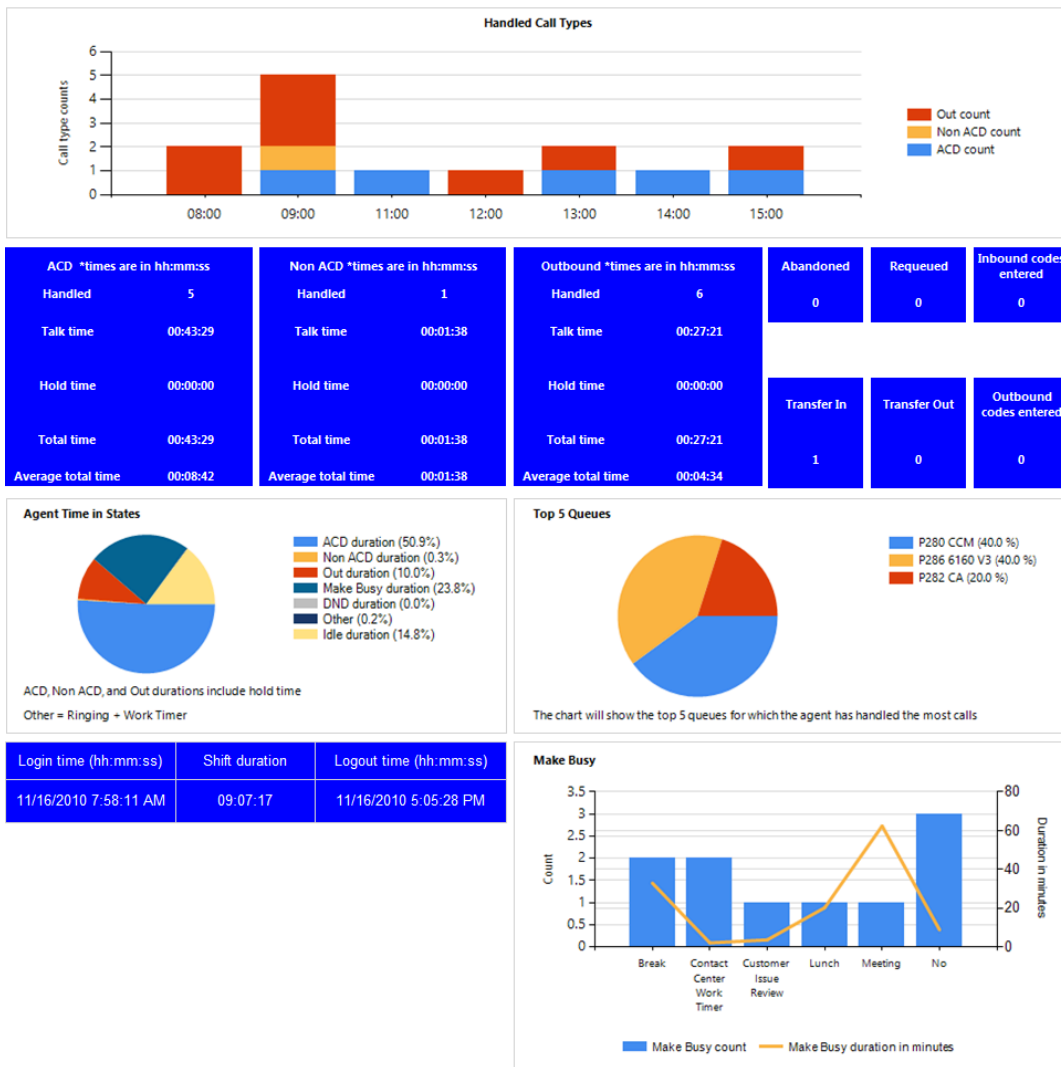 Handled Call Types
Call type counts
6
5
4
3
2
1
0
08:00 09:00 11:00 12:00 13:00 14:00 15:00
Out count
Non ACD count
ACD count
ACD *times are in hh:mm:ss
Handled 5
Talk time 00:43:29
Hold time 00:00:00
Total time 00:43:29
Average total time 00:08:42
Non ACD *times are in hh:mm:ss
Handled 1
Talk time 00:01:38
Hold time 00:00:00
Total time 00:01:38
Average total time 00:01:38
Outbound *times are in hh:mm:ss
Handled 6
Talk time 00:27:21
Hold time 00:00:00
Total time 00:27:21
Average total time 00:04:34
Abandoned
0
Requeued
0
Inbound codes
entered
0
Transfer In
1
Transfer Out
0
Outbound
codes entered
0
Agent Time in States
ACD duration (50.9%)
Non ACD duration (0.3%)
Out duration (10.0%)
Make Busy duration (23.8%)
DND duration (0.0%)
Other (0.2%)
Idle duration (14.8%)
ACD, Non ACD, and Out durations include hold time
Other = Ringing + Work Timer
Top 5 Queues
P280 CCM (40.0 %)
P286 6160 V3 (40.0 %)
P282 CA (20.0 %)
The chart will show the top 5 queues for which the agent has handled the most calls
Login time (hh:mm:ss) Shift duration Logout time (hh:mm:ss)
11/16/2010 7:58:11 AM 09:07:17 11/16/2010 5:05:28 PM
Make Busy
Count
3.5
3
2.5
2
1.5
1
0.5
0
80
60
40
20
0
Duration in minutes
Break
Contact
Center
Work
Timer
Customer
Issue
Review
Lunch
Meeting
No
Make Busy count
Make Busy duration in minutes